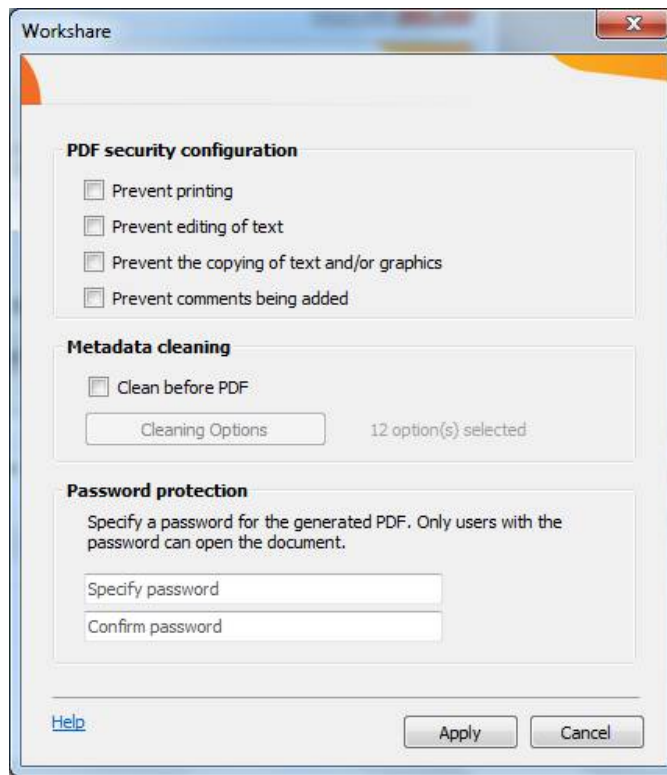 Workshare
X
PDF security configuration
Prevent printing
Prevent editing of text
Prevent the copying of text and/or graphics
Prevent comments being added
Metadata cleaning
Clean before PDF
Cleaning Options 12 option(s) selected
Password protection
Specify a password for the generated PDF. Only users with the
password can open the document.
Specify password
Confirm password
Help
Apply Cancel